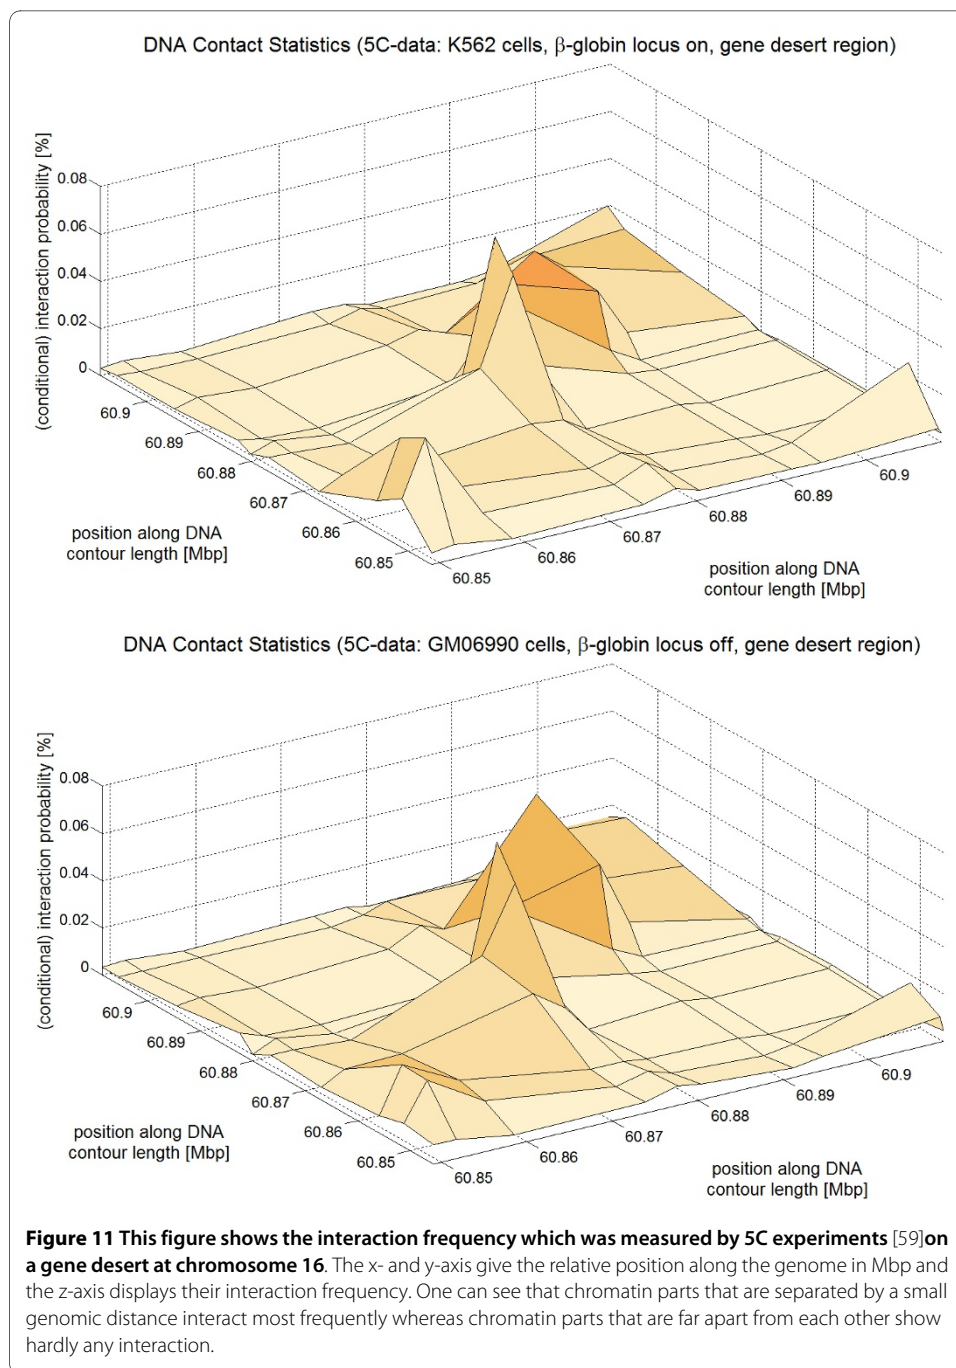 DNA Contact Statistics (5C-data: K562 cells, β-globin locus on, gene desert region)
(conditional) interaction probability [%]
0.08
0.06
0.04
0.02
0
60.9
60.89
60.88
60.87
60.86
60.85
position along DNA
contour length [Mbp]
60.85
60.86
60.87
60.88
60.89
60.9
position along DNA
contour length [Mbp]
DNA Contact Statistics (5C-data: GM06990 cells, β-globin locus off, gene desert region)
(conditional) interaction probability [%]
0.08
0.06
0.04
0.02
0
60.9
60.89
60.88
60.87
60.86
60.85
position along DNA
contour length [Mbp]
60.85
60.86
60.87
60.88
60.89
60.9
position along DNA
contour length [Mbp]
Figure 11 This figure shows the interaction frequency which was measured by 5C experiments [59]on
a gene desert at chromosome 16. The x- and y-axis give the relative position along the genome in Mbp and
the z-axis displays their interaction frequency. One can see that chromatin parts that are separated by a small
genomic distance interact most frequently whereas chromatin parts that are far apart from each other show
hardly any interaction.